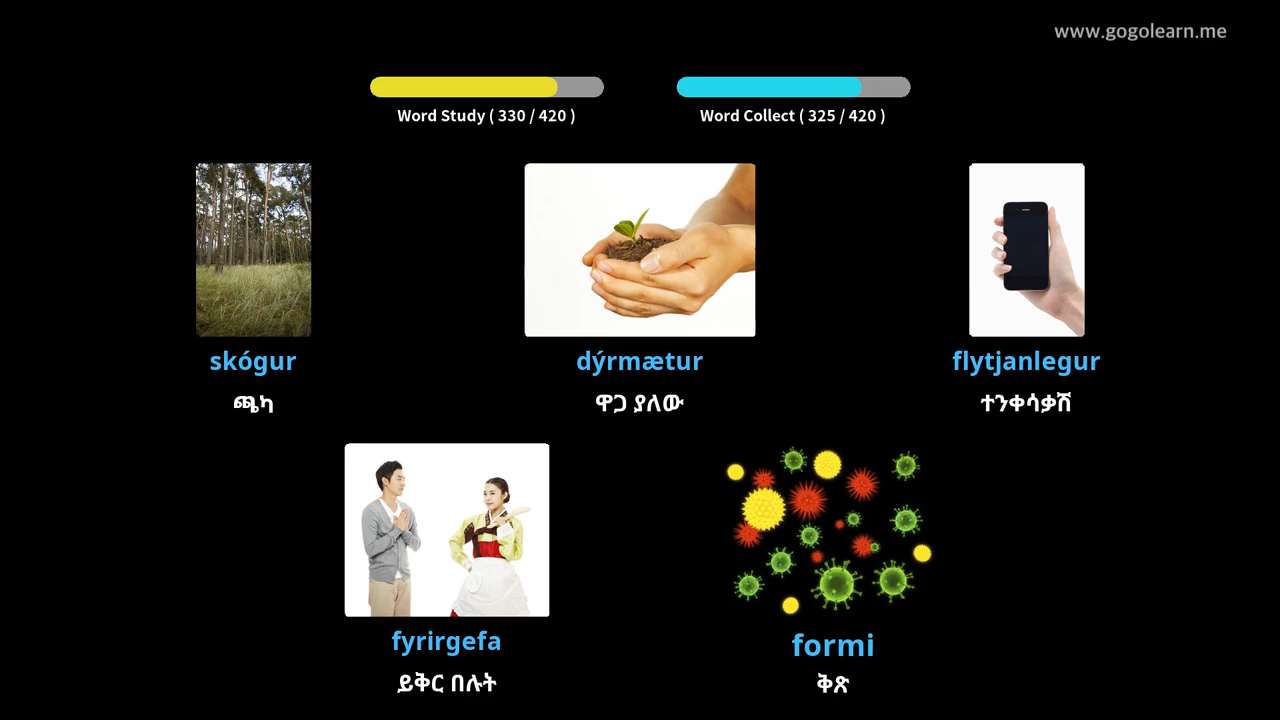 www.gogolearn.me
Word Study ( 330 / 420 )
Word Collect ( 325 / 420 )
skógur
dýrmætur
flytjanlegur
ጫካ
ዋጋ ያለው
ተንቀሳቃሽ
fyrirgefa
formi
ይቅር በሉት
ቅጽ